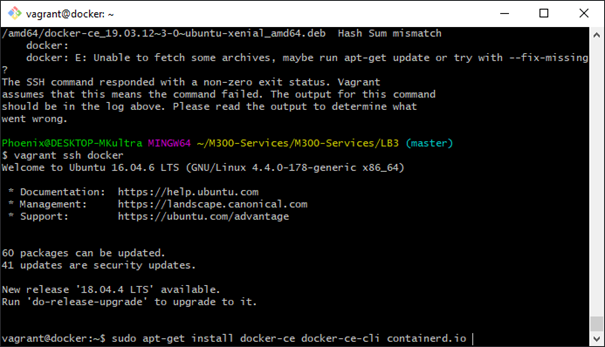 vagrant@docker: ~
/amd64/docker-ce_19.03.12~3-0~ubuntu-xenial_amd64.deb  Hash Sum mismatch
    docker:
    docker: E: Unable to fetch some archives, maybe run apt-get update or try with --fix-missing
?
The SSH command responded with a non-zero exit status. Vagrant
assumes that this means the command failed. The output for this command
should be in the log above. Please read the output to determine what
went wrong.
Phoenix@DESKTOP-MKultra MINGW64 ~/M300-Services/M300-Services/LB3 (master)
$ vagrant ssh docker
Welcome to Ubuntu 16.04.6 LTS (GNU/Linux 4.4.0-178-generic x86_64)
 * Documentation:  https://help.ubuntu.com
 * Management:     https://landscape.canonical.com
 * Support:        https://ubuntu.com/advantage
60 packages can be updated.
41 updates are security updates.
New release '18.04.4 LTS' available.
Run 'do-release-upgrade' to upgrade to it.
vagrant@docker:~$ sudo apt-get install docker-ce docker-ce-cli containerd.io